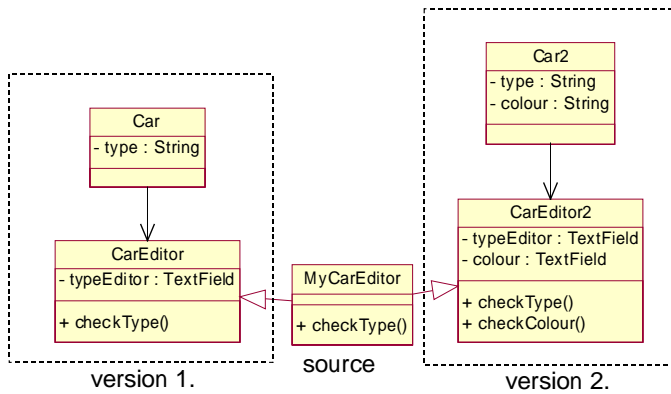 Car
- type : String
CarEditor
- typeEditor : TextField
+ checkType()
version 1.
MyCarEditor
+ checkType()
source
Car2
- type : String
- colour : String
CarEditor2
- typeEditor : TextField
- colour : TextField
+ checkType()
+ checkColour()
version 2.